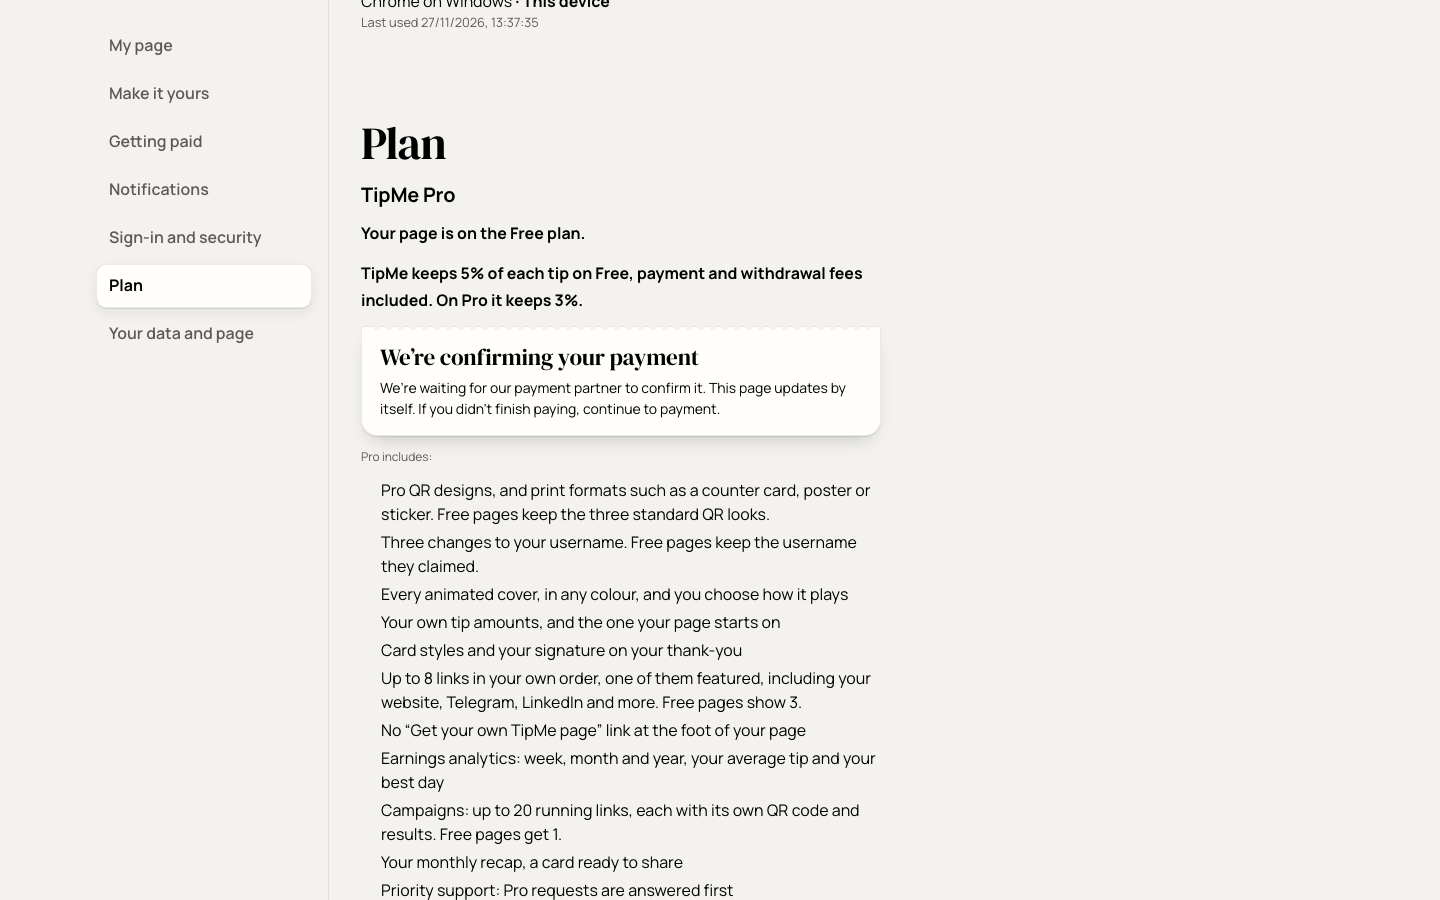 Chrome on Windows · This device
Last used 27/11/2026, 13:37:35
My page
Make it yours
Getting paid
Notifications
Sign-in and security
Plan
Your data and page
Plan
TipMe Pro
Your page is on the Free plan.
TipMe keeps 5% of each tip on Free, payment and withdrawal fees
included. On Pro it keeps 3%.
We’re confirming your payment
We’re waiting for our payment partner to confirm it. This page updates by
itself. If you didn’t finish paying, continue to payment.
Pro includes:
Pro QR designs, and print formats such as a counter card, poster or
sticker. Free pages keep the three standard QR looks.
Three changes to your username. Free pages keep the username
they claimed.
Every animated cover, in any colour, and you choose how it plays
Your own tip amounts, and the one your page starts on
Card styles and your signature on your thank-you
Up to 8 links in your own order, one of them featured, including your
website, Telegram, LinkedIn and more. Free pages show 3.
No “Get your own TipMe page” link at the foot of your page
Earnings analytics: week, month and year, your average tip and your
best day
Campaigns: up to 20 running links, each with its own QR code and
results. Free pages get 1.
Your monthly recap, a card ready to share
Priority support: Pro requests are answered first